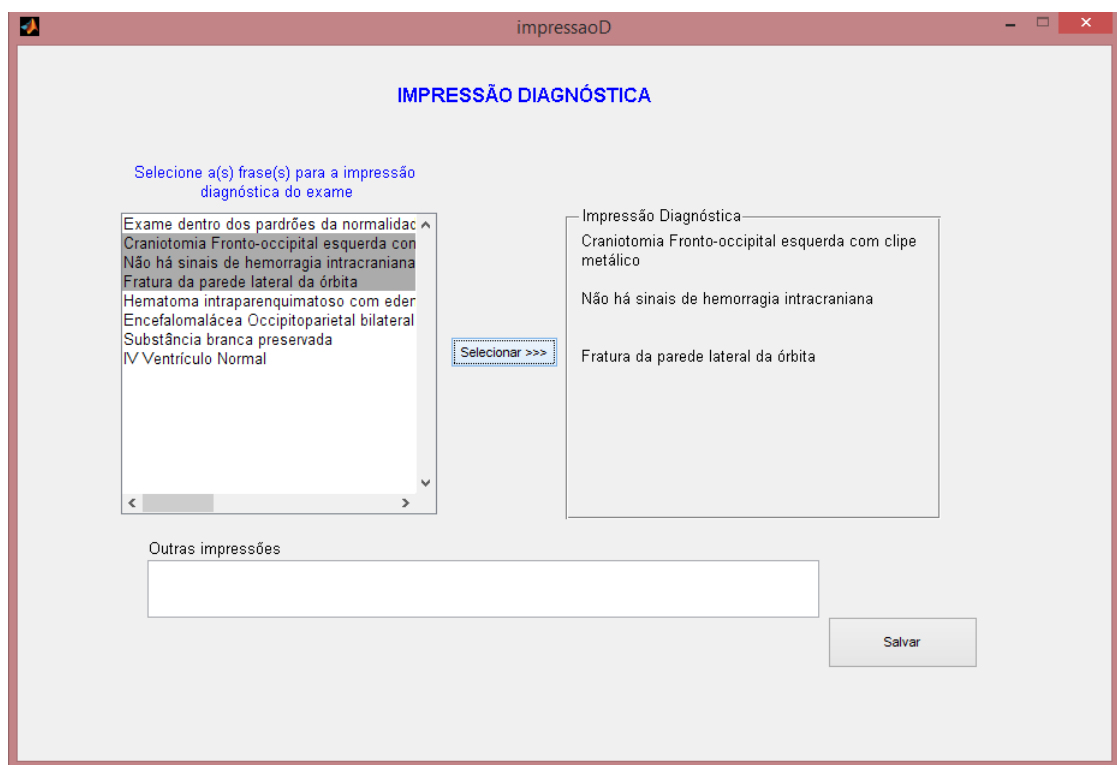 impressaoD
IMPRESSÃO DIAGNÓSTICA
Selecione a(s) frase(s) para a impressão
diagnóstica do exame
Exame dentro dos pardrões da normalidac
Craniotomia Fronto-occipital esquerda con
Não há sinais de hemorragia intracraniana
Fratura da parede lateral da órbita
Hematoma intraparenquimatoso com eder
Encefalomalácea Occipitoparietal bilateral
Substância branca preservada
IV Ventrículo Normal
Selecionar >>>
Impressão Diagnóstica
Craniotomia Fronto-occipital esquerda com clipe
metálico
Não há sinais de hemorragia intracraniana
Fratura da parede lateral da órbita
Outras impressões
Salvar